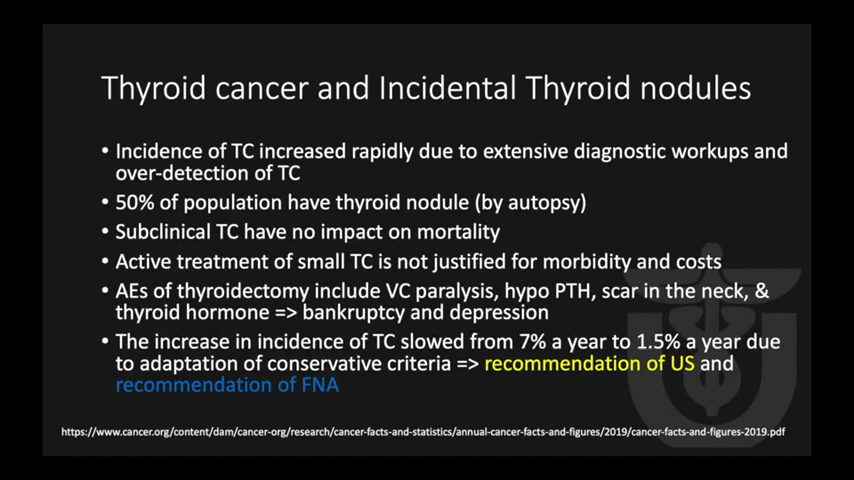 Thyroid cancer and Incidental Thyroid nodules
• Incidence of TC increased rapidly due to extensive diagnostic workups and
over-detection of TC
• 50% of population have thyroid nodule (by autopsy)
• Subclinical TC have no impact on mortality
• Active treatment of small TC is not justified for morbidity and costs
• AEs of thyroidectomy include VC paralysis, hypo PTH, scar in the neck, &
thyroid hormone => bankruptcy and depression
• The increase in incidence of TC slowed from 7% a year to 1.5% a year due
to adaptation of conservative criteria => recommendation of US and
recommendation of FNA
https://www.cancer.org/content/dam/cancer-org/research/cancer-facts-and-statistics/annual-cancer-facts-and-figures/2019/cancer-facts-and-figures-2019.pdf